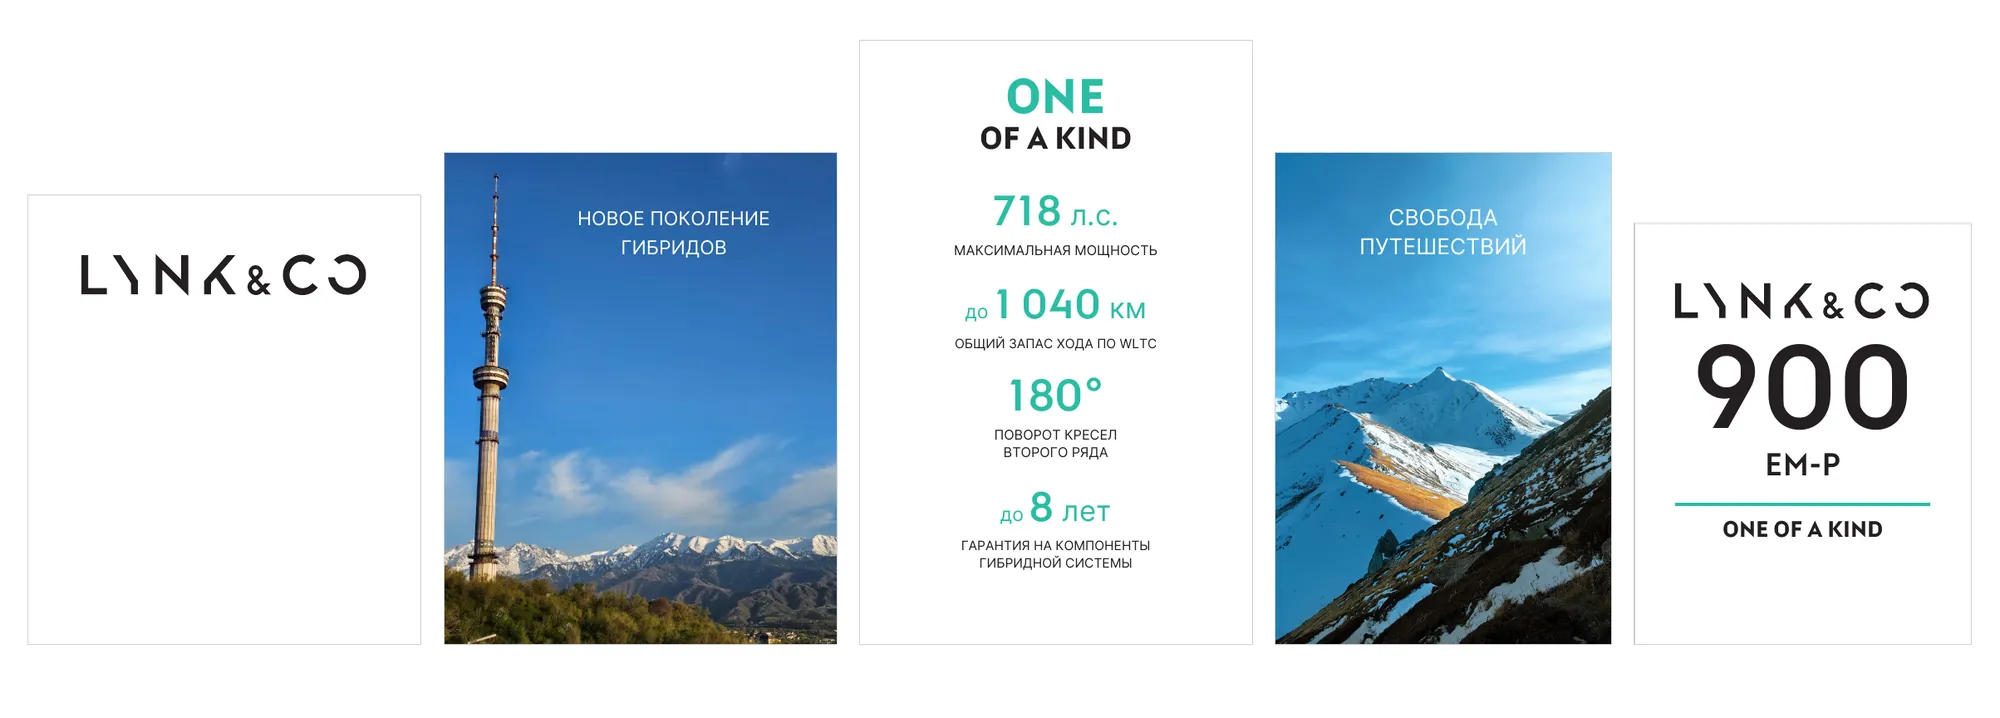 LYNK & CO
НОВОЕ ПОКОЛЕНИЕ
ГИБРИДОВ
ONE
OF A KIND
718 л.с.
МАКСИМАЛЬНАЯ МОЩНОСТЬ
до 1 040 км
ОБЩИЙ ЗАПАС ХОДА ПО WLTC
180°
ПОВОРОТ КРЕСЕЛ
ВТОРОГО РЯДА
до 8 лет
ГАРАНТИЯ НА КОМПОНЕНТЫ
ГИБРИДНОЙ СИСТЕМЫ
СВОБОДА
ПУТЕШЕСТВИЙ
LYNK & CO
900
EM-P
ONE OF A KIND